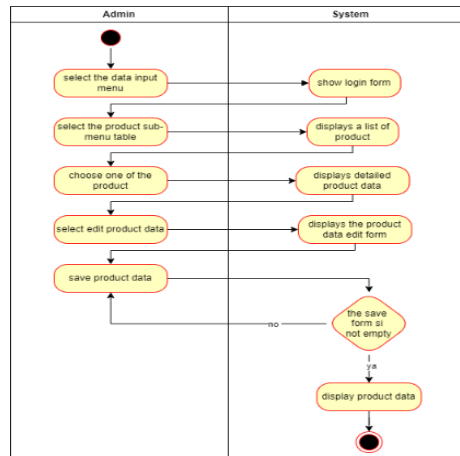 Admin
System
select the data input
menu
show login form
select the product sub-
menu table
displays a list of
product
choose one of the
product
displays detailed
product data
select edit product data
displays the product
data edit form
save product data
the save
form si
not empty
no
ya
display product data